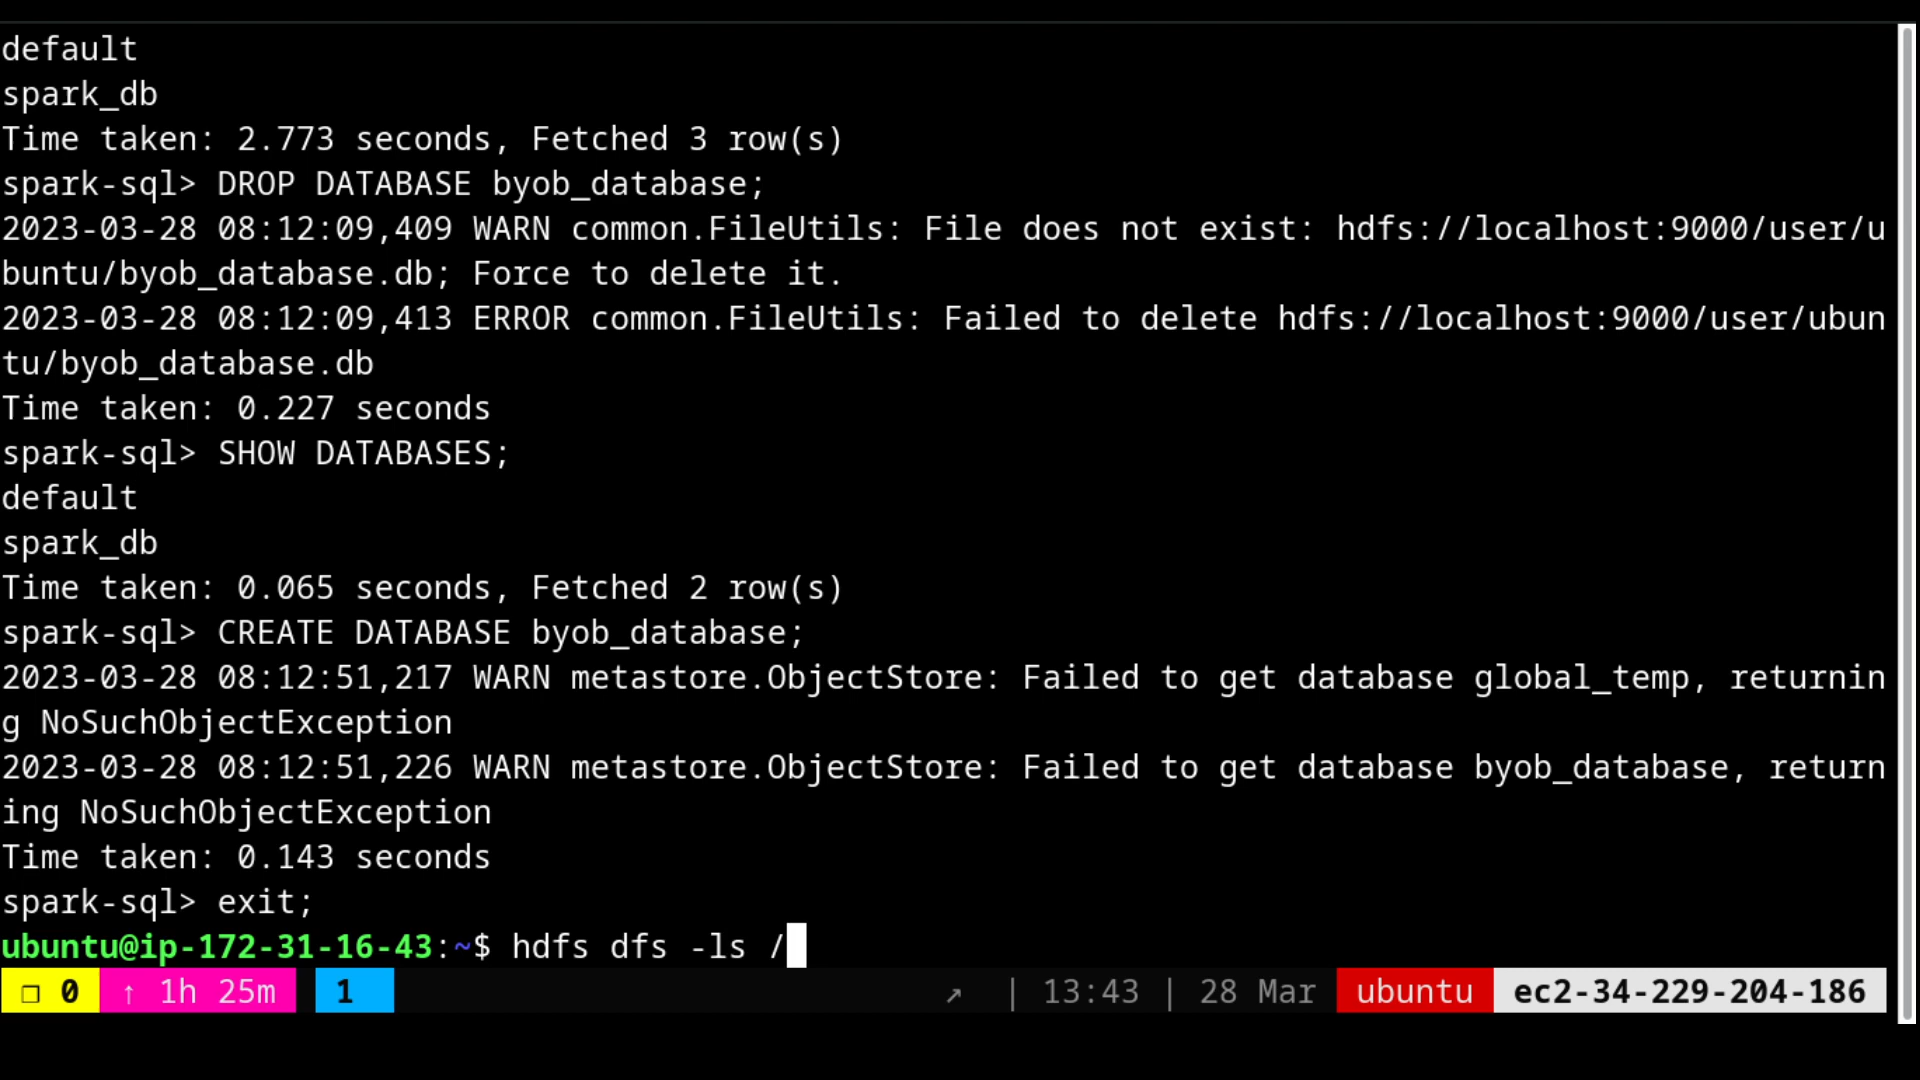 default
spark_db
Time taken: 2.773 seconds, Fetched 3 row(s)
spark-sql> DROP DATABASE byob_database;
2023-03-28 08:12:09,409 WARN common.FileUtils: File does not exist: hdfs://localhost:9000/user/u
buntu/byob_database.db; Force to delete it.
2023-03-28 08:12:09,413 ERROR common.FileUtils: Failed to delete hdfs://localhost:9000/user/ubun
tu/byob_database.db
Time taken: 0.227 seconds
spark-sql> SHOW DATABASES;
default
spark_db
Time taken: 0.065 seconds, Fetched 2 row(s)
spark-sql> CREATE DATABASE byob_database;
2023-03-28 08:12:51,217 WARN metastore.ObjectStore: Failed to get database global_temp, returnin
g NoSuchObjectException
2023-03-28 08:12:51,226 WARN metastore.ObjectStore: Failed to get database byob_database, return
ing NoSuchObjectException
Time taken: 0.143 seconds
spark-sql> exit;
ubuntu@ip-172-31-16-43:~$ hdfs dfs -ls /
❐ 0 ↑ 1h 25m 1 ↗ | 13:43 | 28 Mar ubuntu ec2-34-229-204-186